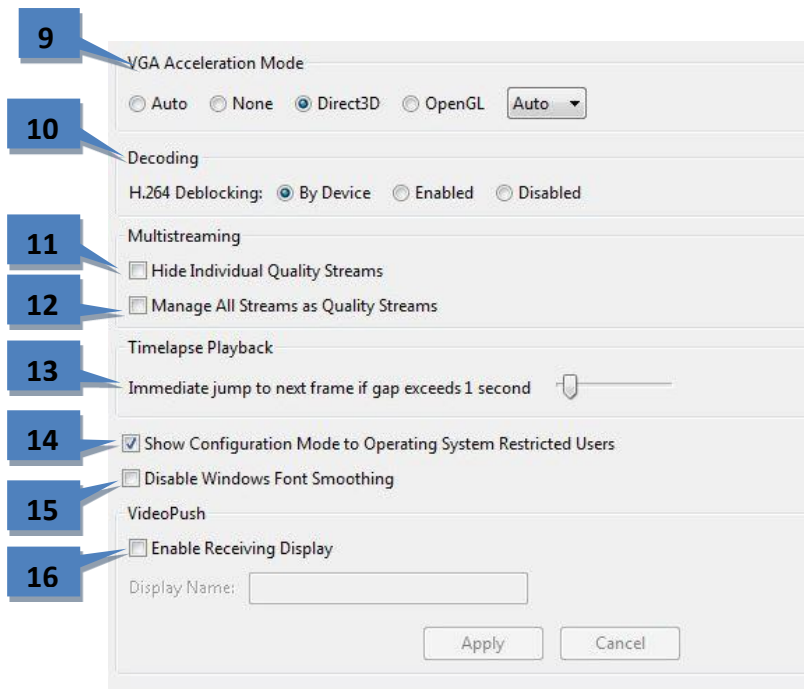 9
VGA Acceleration Mode
Auto None Direct3D OpenGL Auto
10
Decoding
H.264 Deblocking: By Device Enabled Disabled
Multistreaming
11
Hide Individual Quality Streams
12
Manage All Streams as Quality Streams
Timelapse Playback
13
Immediate jump to next frame if gap exceeds 1 second
14
Show Configuration Mode to Operating System Restricted Users
Disable Windows Font Smoothing
15
VideoPush
Enable Receiving Display
16
Display Name:
Apply Cancel